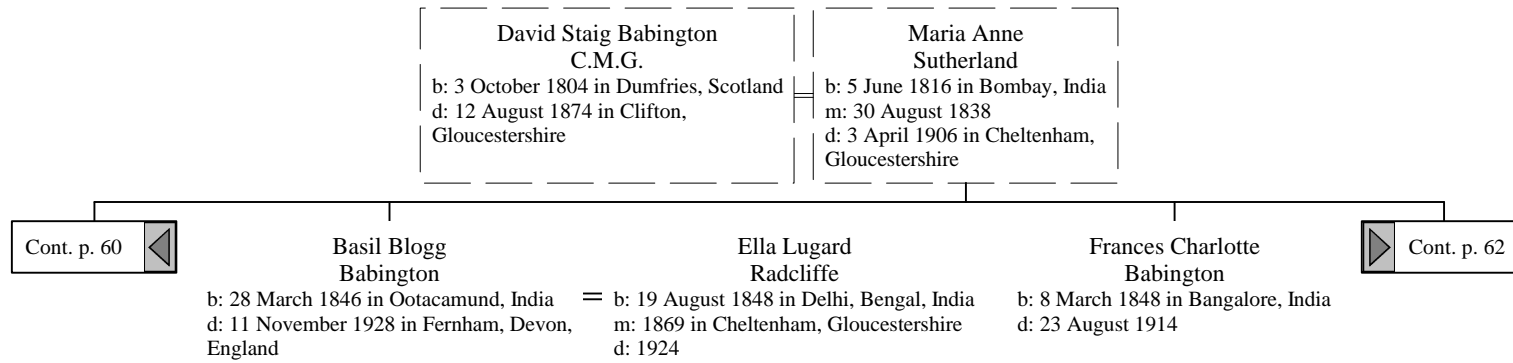 David Staig Babington
C.M.G.
b: 3 October 1804 in Dumfries, Scotland
d: 12 August 1874 in Clifton,
Gloucestershire
Maria Anne
Sutherland
b: 5 June 1816 in Bombay, India
m: 30 August 1838
d: 3 April 1906 in Cheltenham,
Gloucestershire
Cont. p. 60
Basil Blogg
Babington
b: 28 March 1846 in Ootacamund, India
d: 11 November 1928 in Fernham, Devon,
England
=
Ella Lugard
Radcliffe
b: 19 August 1848 in Delhi, Bengal, India
m: 1869 in Cheltenham, Gloucestershire
d: 1924
Frances Charlotte
Babington
b: 8 March 1848 in Bangalore, India
d: 23 August 1914
Cont. p. 62